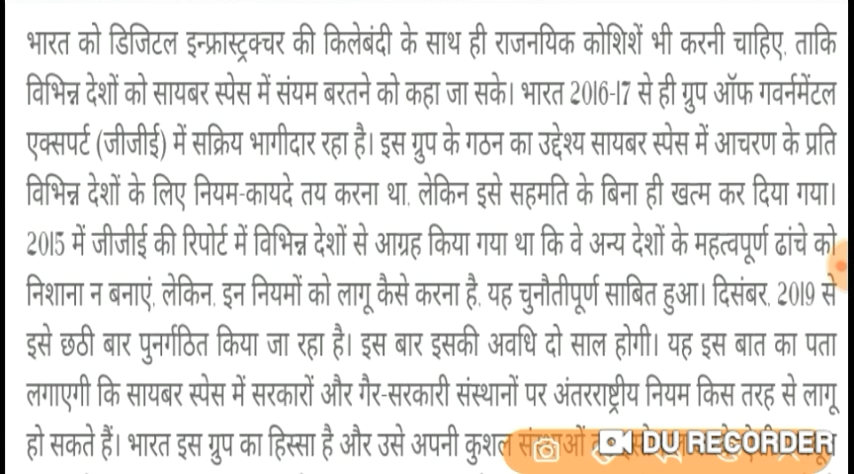 भारत को डिजिटल इन्फ्रास्ट्रक्चर की किलेबंदी के साथ ही राजनयिक कोशिशें भी करनी चाहिए, ताकि
विभिन्न देशों को सायबर स्पेस में संयम बरतने को कहा जा सके। भारत 2016-17 से ही ग्रुप ऑफ गवर्नमेंटल
एक्सपर्ट (जीजीई) में सक्रिय भागीदार रहा है। इस ग्रुप के गठन का उद्देश्य सायबर स्पेस में आचरण के प्रति
विभिन्न देशों के लिए नियम-कायदे तय करना था, लेकिन इसे सहमति के बिना ही खत्म कर दिया गया।
2015 में जीजीई की रिपोर्ट में विभिन्न देशों से आग्रह किया गया था कि वे अन्य देशों के महत्वपूर्ण ढांचे को
निशाना न बनाएं, लेकिन, इन नियमों को लागू कैसे करना है, यह चुनौतीपूर्ण साबित हुआ। दिसंबर, 2019 से
इसे छठी बार पुनर्गठित किया जा रहा है। इस बार इसकी अवधि दो साल होगी। यह इस बात का पता
लगाएगी कि सायबर स्पेस में सरकारों और गैर-सरकारी संस्थानों पर अंतरराष्ट्रीय नियम किस तरह से लागू
हो सकते हैं। भारत इस ग्रुप का हिस्सा है और उसे अपनी कुशल
DU RECORDER